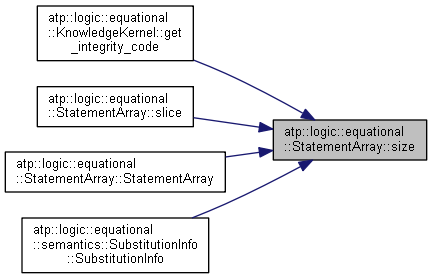 atp::logic::equational
::KnowledgeKernel::get
_integrity_code
atp::logic::equational
::StatementArray::slice
atp::logic::equational
::StatementArray::size
atp::logic::equational
::StatementArray::StatementArray
atp::logic::equational
::semantics::SubstitutionInfo
::SubstitutionInfo